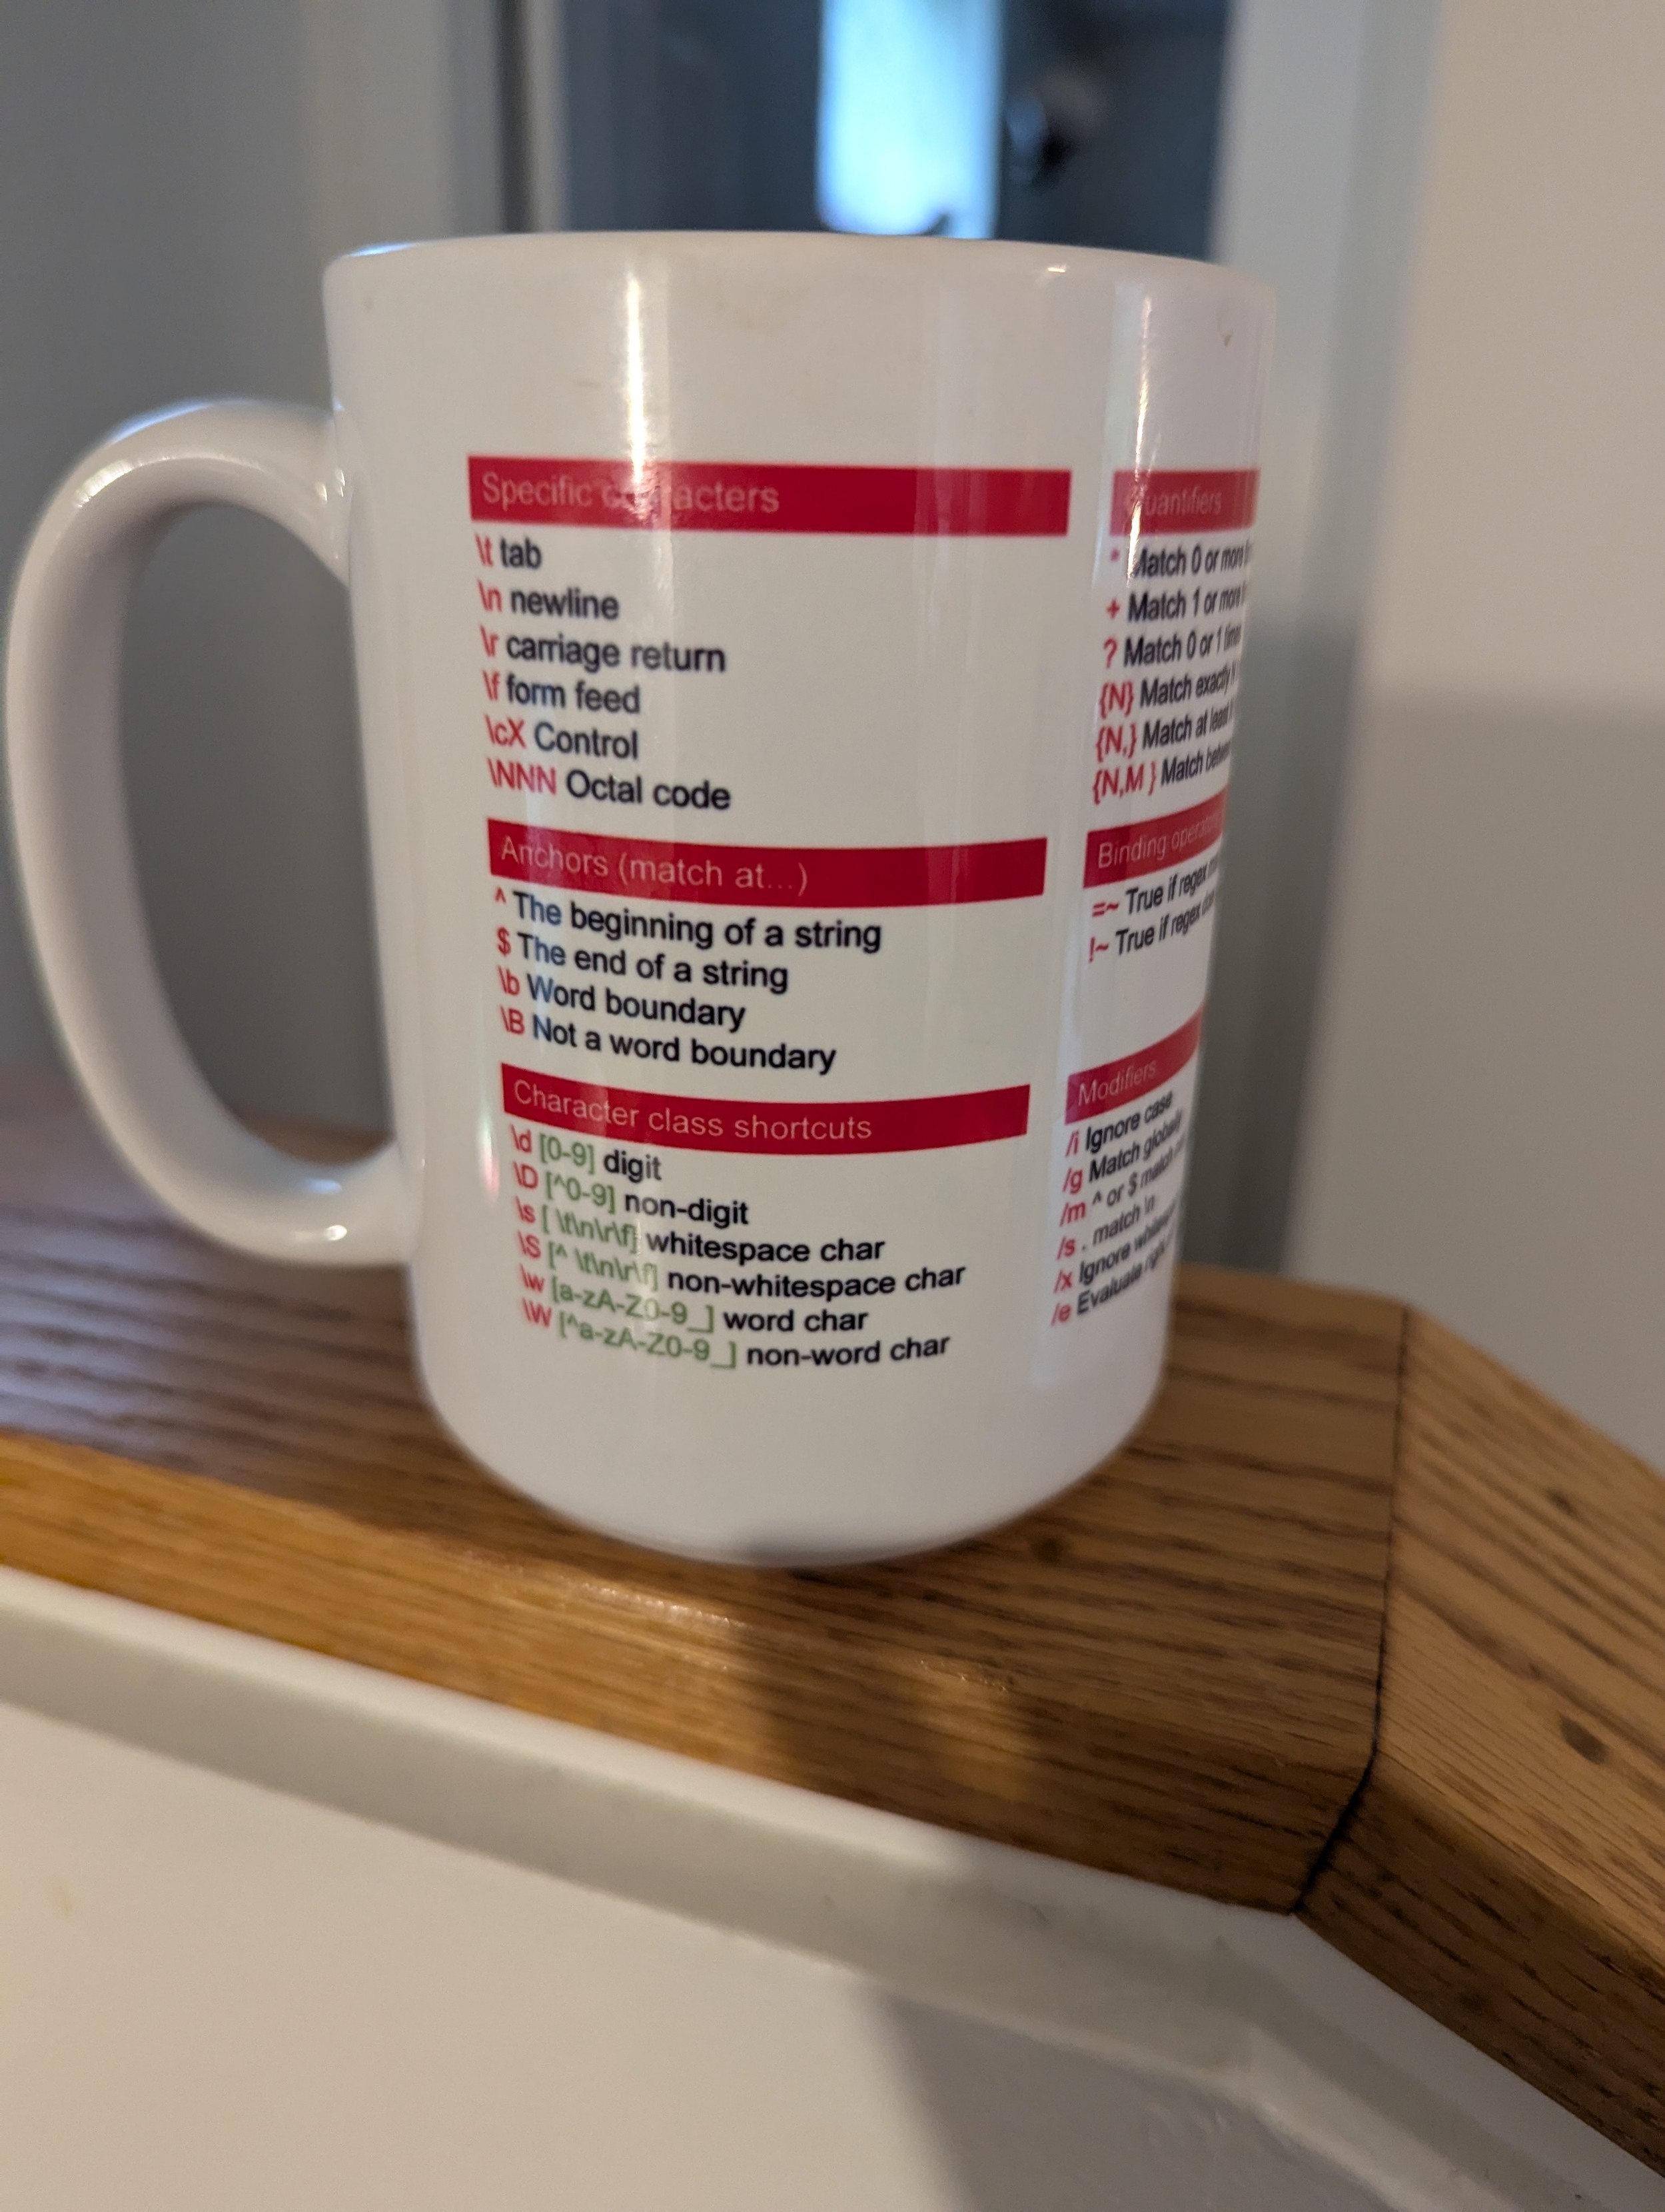 Specific characters
\t tab
\n newline
\r carriage return
\f form feed
\cX Control
\NNN Octal code
Anchors (match at...)
^ The beginning of a string
$ The end of a string
\b Word boundary
\B Not a word boundary
Character class shortcuts
\d [0-9] digit
\D [^0-9] non-digit
\s [ \t\n\r\f] whitespace char
\S [^ \t\n\r\f] non-whitespace char
\w [a-zA-Z0-9_] word char
\W [^a-zA-Z0-9_] non-word char
Quantifiers
* Match 0 or more
+ Match 1 or more
? Match 0 or 1
{N} Match exactly
{N,} Match at least
{N,M } Match
Binding
=~ True if regex
!~ True if regex
Modifiers
/i Ignore case
/g Match globally
/m ^ or $ match
/s . match \n
/x Ignore
/e Evaluate